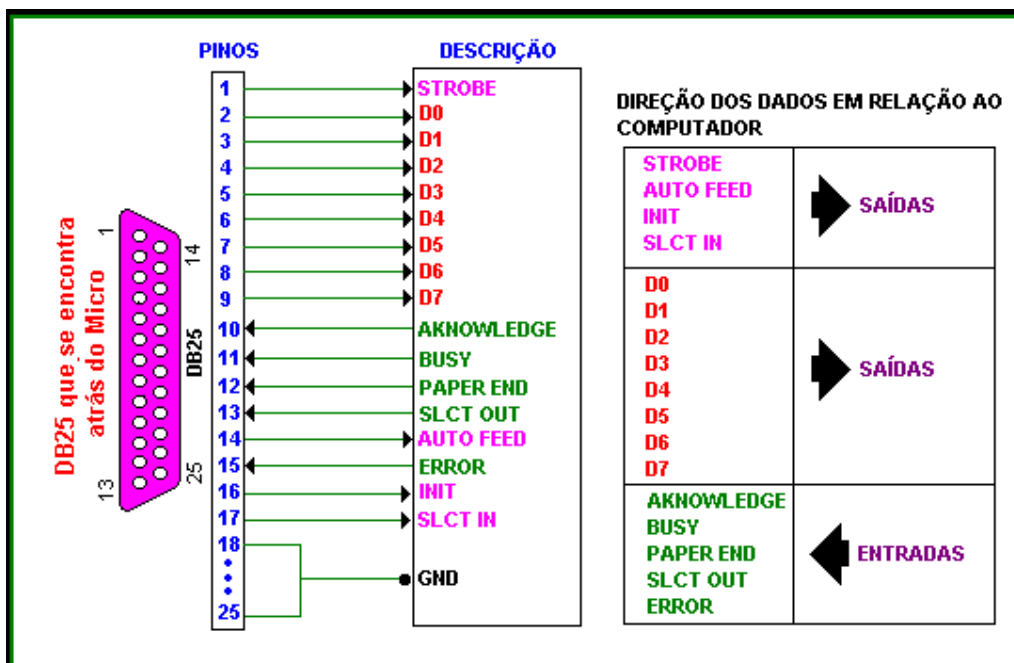 PINOS
DESCRIÇÃO
1
STROBE
2
D0
3
D1
4
D2
5
D3
6
D4
7
D5
8
D6
9
D7
10
AKNOWLEDGE
11
BUSY
12
PAPER END
13
SLCT OUT
14
AUTO FEED
15
ERROR
16
INIT
17
SLCT IN
18
GND
25
DB25 que se encontra
atrás do Micro
1
14
13
25
DB25
DIREÇÃO DOS DADOS EM RELAÇÃO AO
COMPUTADOR
STROBE
AUTO FEED
INIT
SLCT IN
SAÍDAS
D0
D1
D2
D3
D4
D5
D6
D7
SAÍDAS
AKNOWLEDGE
BUSY
PAPER END
SLCT OUT
ERROR
ENTRADAS